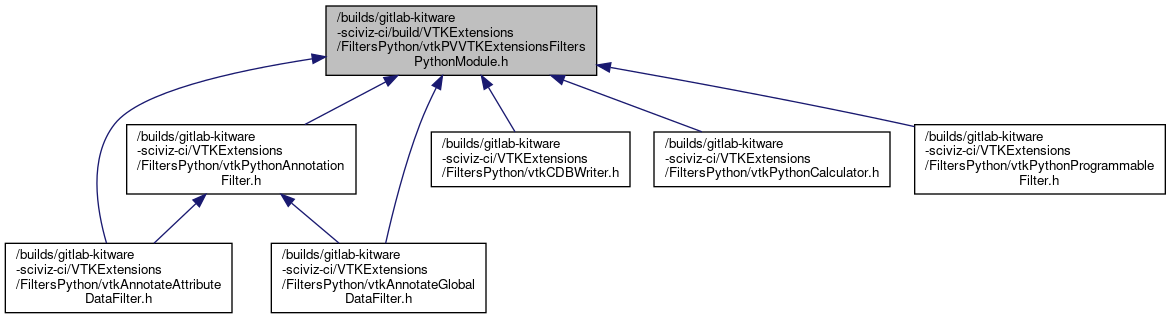 /builds/gitlab-kitware
-sciviz-ci/build/VTKExtensions
/FiltersPython/vtkPVVTKExtensionsFilters
PythonModule.h
/builds/gitlab-kitware
-sciviz-ci/VTKExtensions
/FiltersPython/vtkPythonAnnotation
Filter.h
/builds/gitlab-kitware
-sciviz-ci/VTKExtensions
/FiltersPython/vtkCDBWriter.h
/builds/gitlab-kitware
-sciviz-ci/VTKExtensions
/FiltersPython/vtkPythonCalculator.h
/builds/gitlab-kitware
-sciviz-ci/VTKExtensions
/FiltersPython/vtkPythonProgrammable
Filter.h
/builds/gitlab-kitware
-sciviz-ci/VTKExtensions
/FiltersPython/vtkAnnotateAttribute
DataFilter.h
/builds/gitlab-kitware
-sciviz-ci/VTKExtensions
/FiltersPython/vtkAnnotateGlobal
DataFilter.h